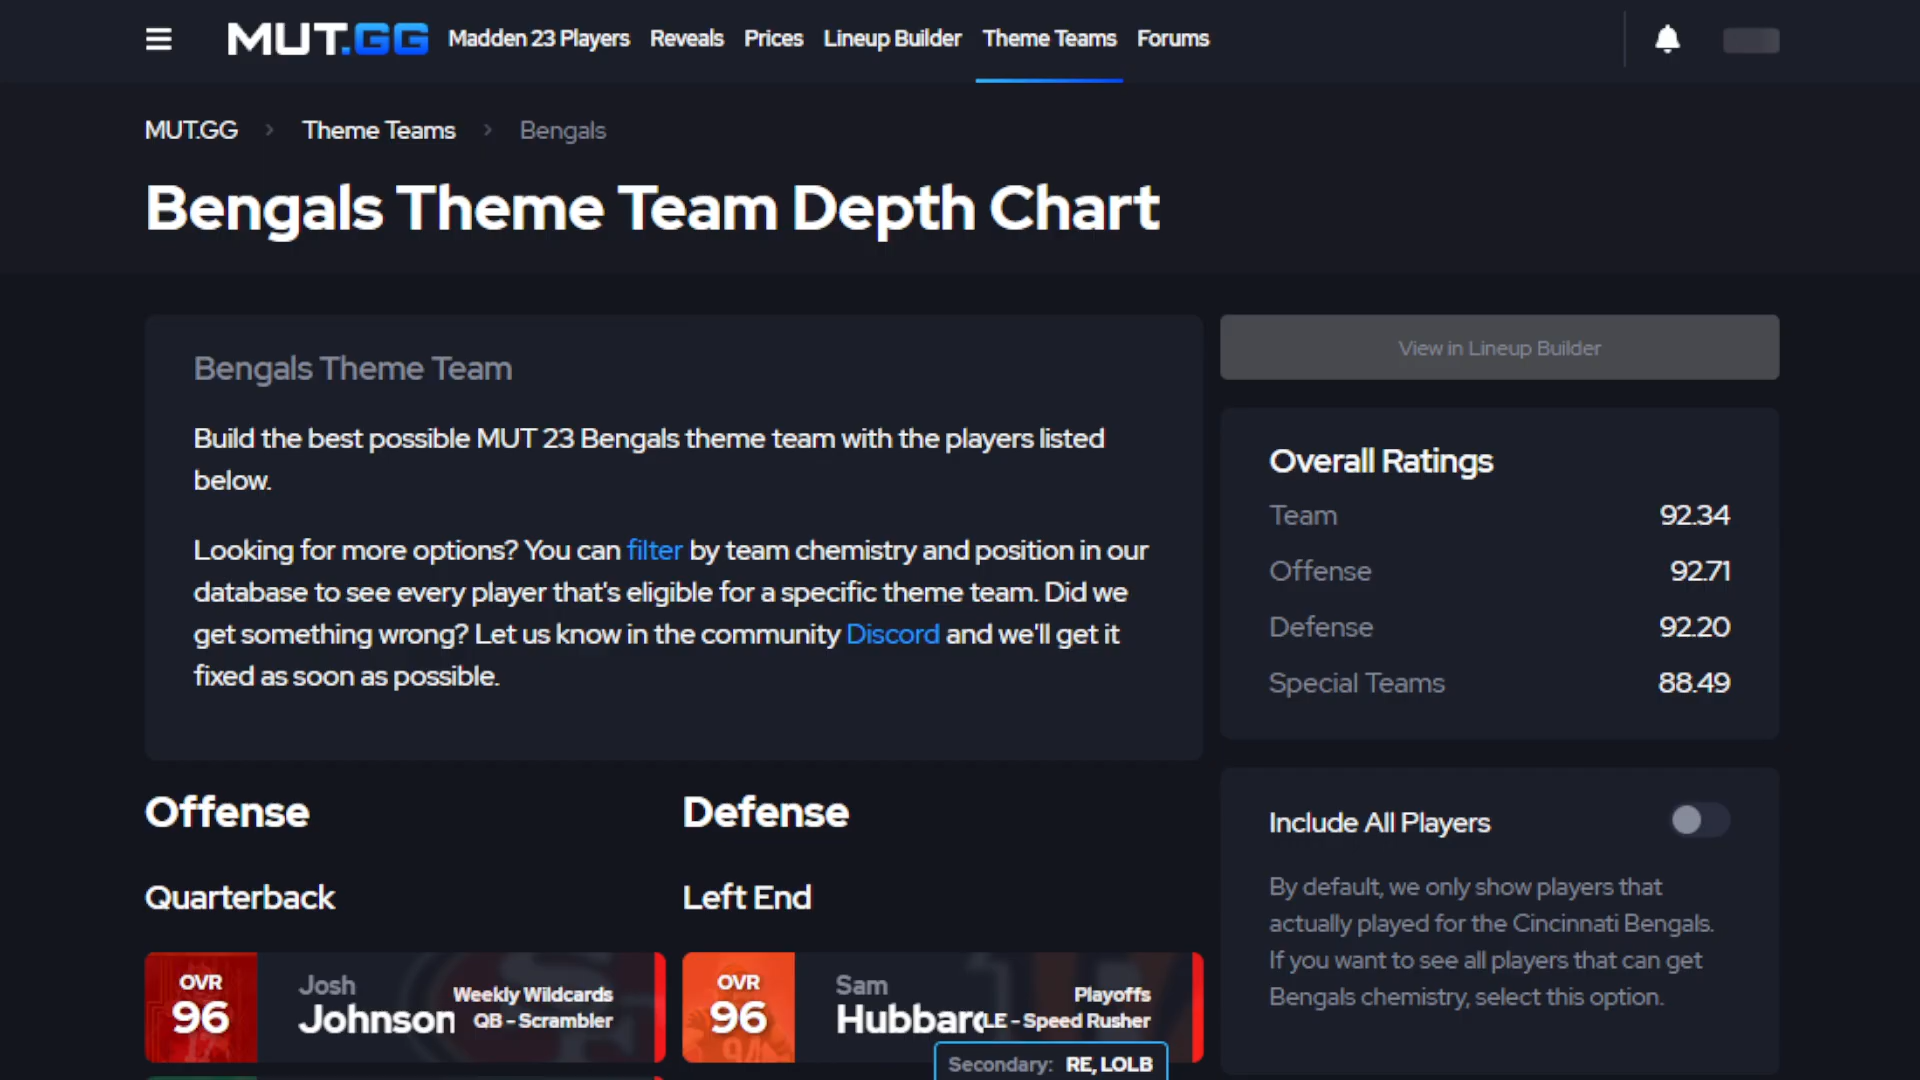 MUT.GG Madden 23 Players Reveals Prices Lineup Builder Theme Teams Forums
MUT.GG > Theme Teams > Bengals
Bengals Theme Team Depth Chart
Bengals Theme Team
Build the best possible MUT 23 Bengals theme team with the players listed
below.
Looking for more options? You can filter by team chemistry and position in our
database to see every player that's eligible for a specific theme team. Did we
get something wrong? Let us know in the community Discord and we'll get it
fixed as soon as possible.
View in Lineup Builder
Overall Ratings
Team 92.34
Offense 92.71
Defense 92.20
Special Teams 88.49
Include All Players
By default, we only show players that
actually played for the Cincinnati Bengals.
If you want to see all players that can get
Bengals chemistry, select this option.
Offense
Quarterback
OVR
96
Josh
Johnson
Weekly Wildcards
QB - Scrambler
Defense
Left End
OVR
96
Sam
Hubbard
Playoffs
LE - Speed Rusher
Secondary: RE, LOLB